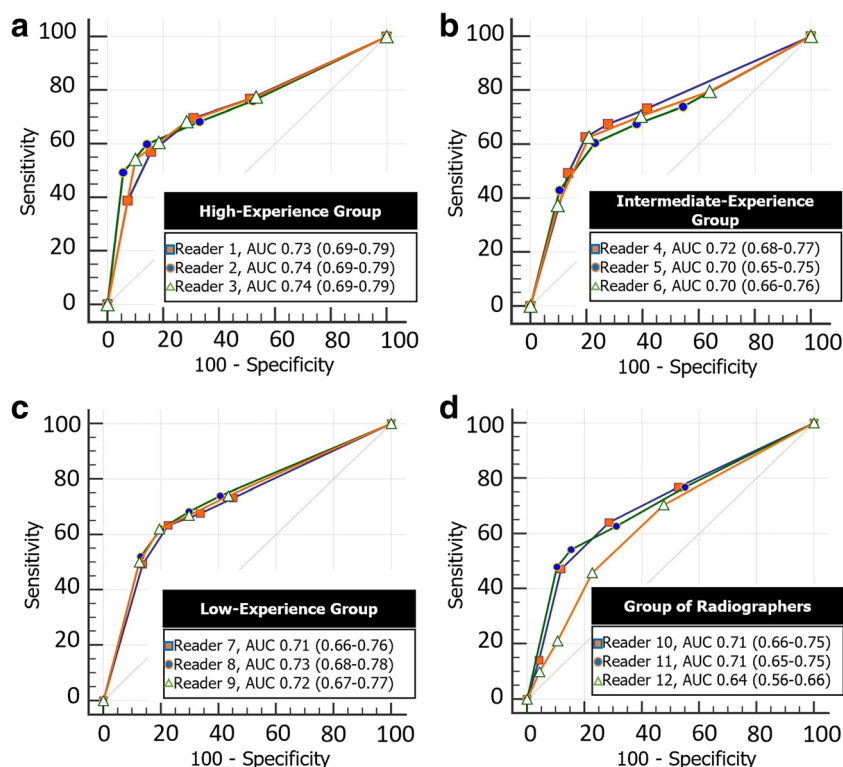 a
100
80
60
40
20
0
Sensitivity
High-Experience Group
Reader 1, AUC 0.73 (0.69-0.79)
Reader 2, AUC 0.74 (0.69-0.79)
Reader 3, AUC 0.74 (0.69-0.79)
0 20 40 60 80 100
100 - Specificity
b
100
80
60
40
20
0
Sensitivity
Intermediate-Experience
Group
Reader 4, AUC 0.72 (0.68-0.77)
Reader 5, AUC 0.70 (0.65-0.75)
Reader 6, AUC 0.70 (0.66-0.76)
0 20 40 60 80 100
100 - Specificity
c
100
80
60
40
20
0
Sensitivity
Low-Experience Group
Reader 7, AUC 0.71 (0.66-0.76)
Reader 8, AUC 0.73 (0.68-0.78)
Reader 9, AUC 0.72 (0.67-0.77)
0 20 40 60 80 100
100 - Specificity
d
100
80
60
40
20
0
Sensitivity
Group of Radiographers
Reader 10, AUC 0.71 (0.66-0.75)
Reader 11, AUC 0.71 (0.65-0.75)
Reader 12, AUC 0.64 (0.56-0.66)
0 20 40 60 80 100
100 - Specificity